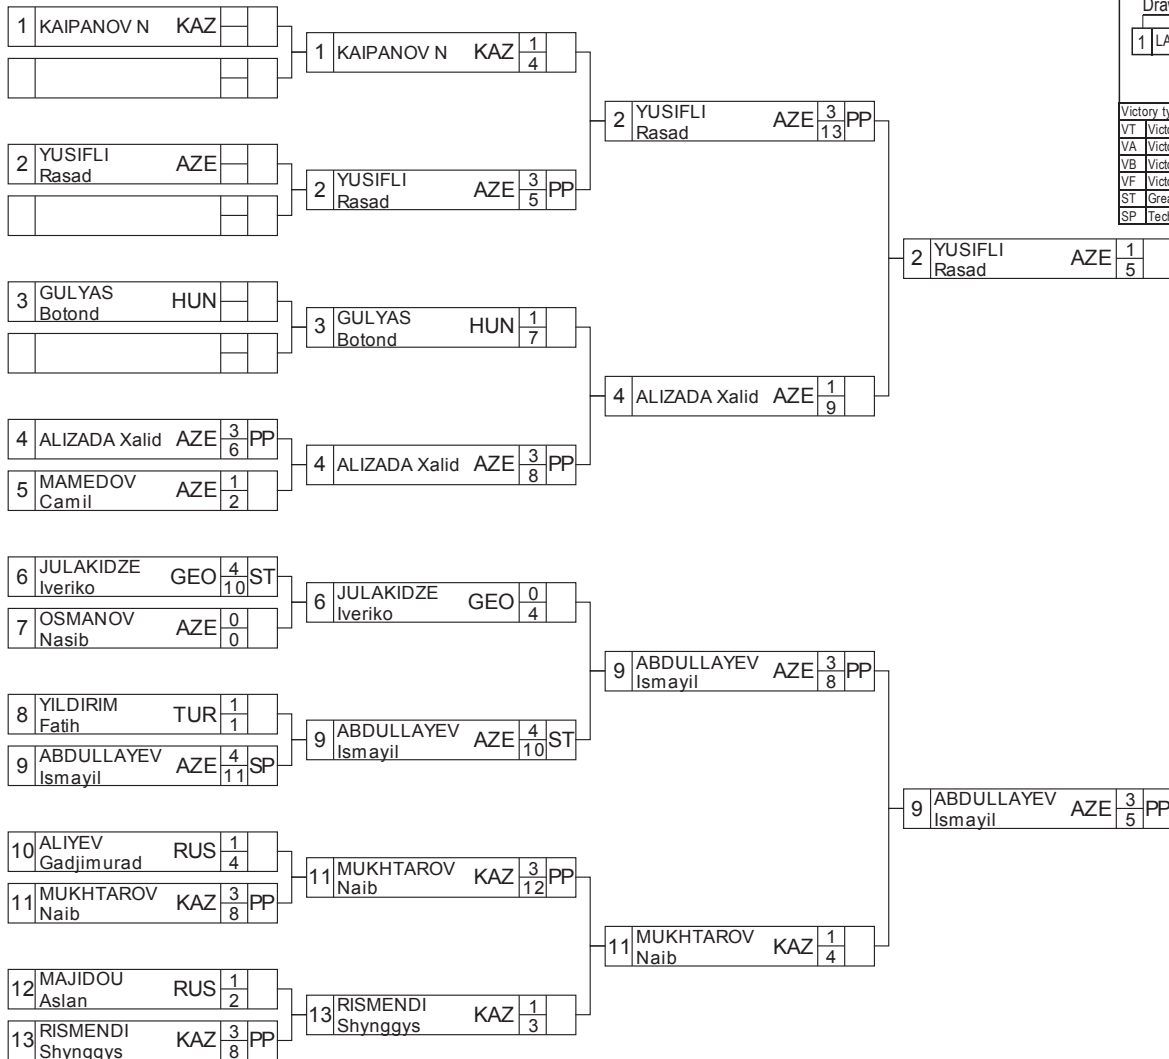 1 KAIPANOV N KAZ
2 YUSIFLI Rasad AZE
3 GULYAS Botond HUN
4 ALIZADA Xalid AZE 3 6 PP
5 MAMEDOV Camil AZE 1 2
6 JULAKIDZE Iveriko GEO 4 10 ST
7 OSMANOV Nasib AZE 0 0
8 YILDIRIM Fatih TUR 1 1
9 ABDULLAYEV Ismayil AZE 4 11 SP
10 ALIYEV Gadjimurad RUS 1 4
11 MUKHTAROV Naib KAZ 3 8 PP
12 MAJIDOU Aslan RUS 1 2
13 RISMENDI Shynggys KAZ 3 8 PP
1 KAIPANOV N KAZ 1 4
2 YUSIFLI Rasad AZE 3 5 PP
3 GULYAS Botond HUN 1 7
4 ALIZADA Xalid AZE 3 8 PP
6 JULAKIDZE Iveriko GEO 0 4
9 ABDULLAYEV Ismayil AZE 4 10 ST
11 MUKHTAROV Naib KAZ 3 12 PP
13 RISMENDI Shynggys KAZ 1 3
2 YUSIFLI Rasad AZE 3 13 PP
4 ALIZADA Xalid AZE 1 9
9 ABDULLAYEV Ismayil AZE 3 8 PP
11 MUKHTAROV Naib KAZ 1 4
2 YUSIFLI Rasad AZE 1 5
9 ABDULLAYEV Ismayil AZE 3 5 PP
1
VT
VA
VB
VF
ST
SP